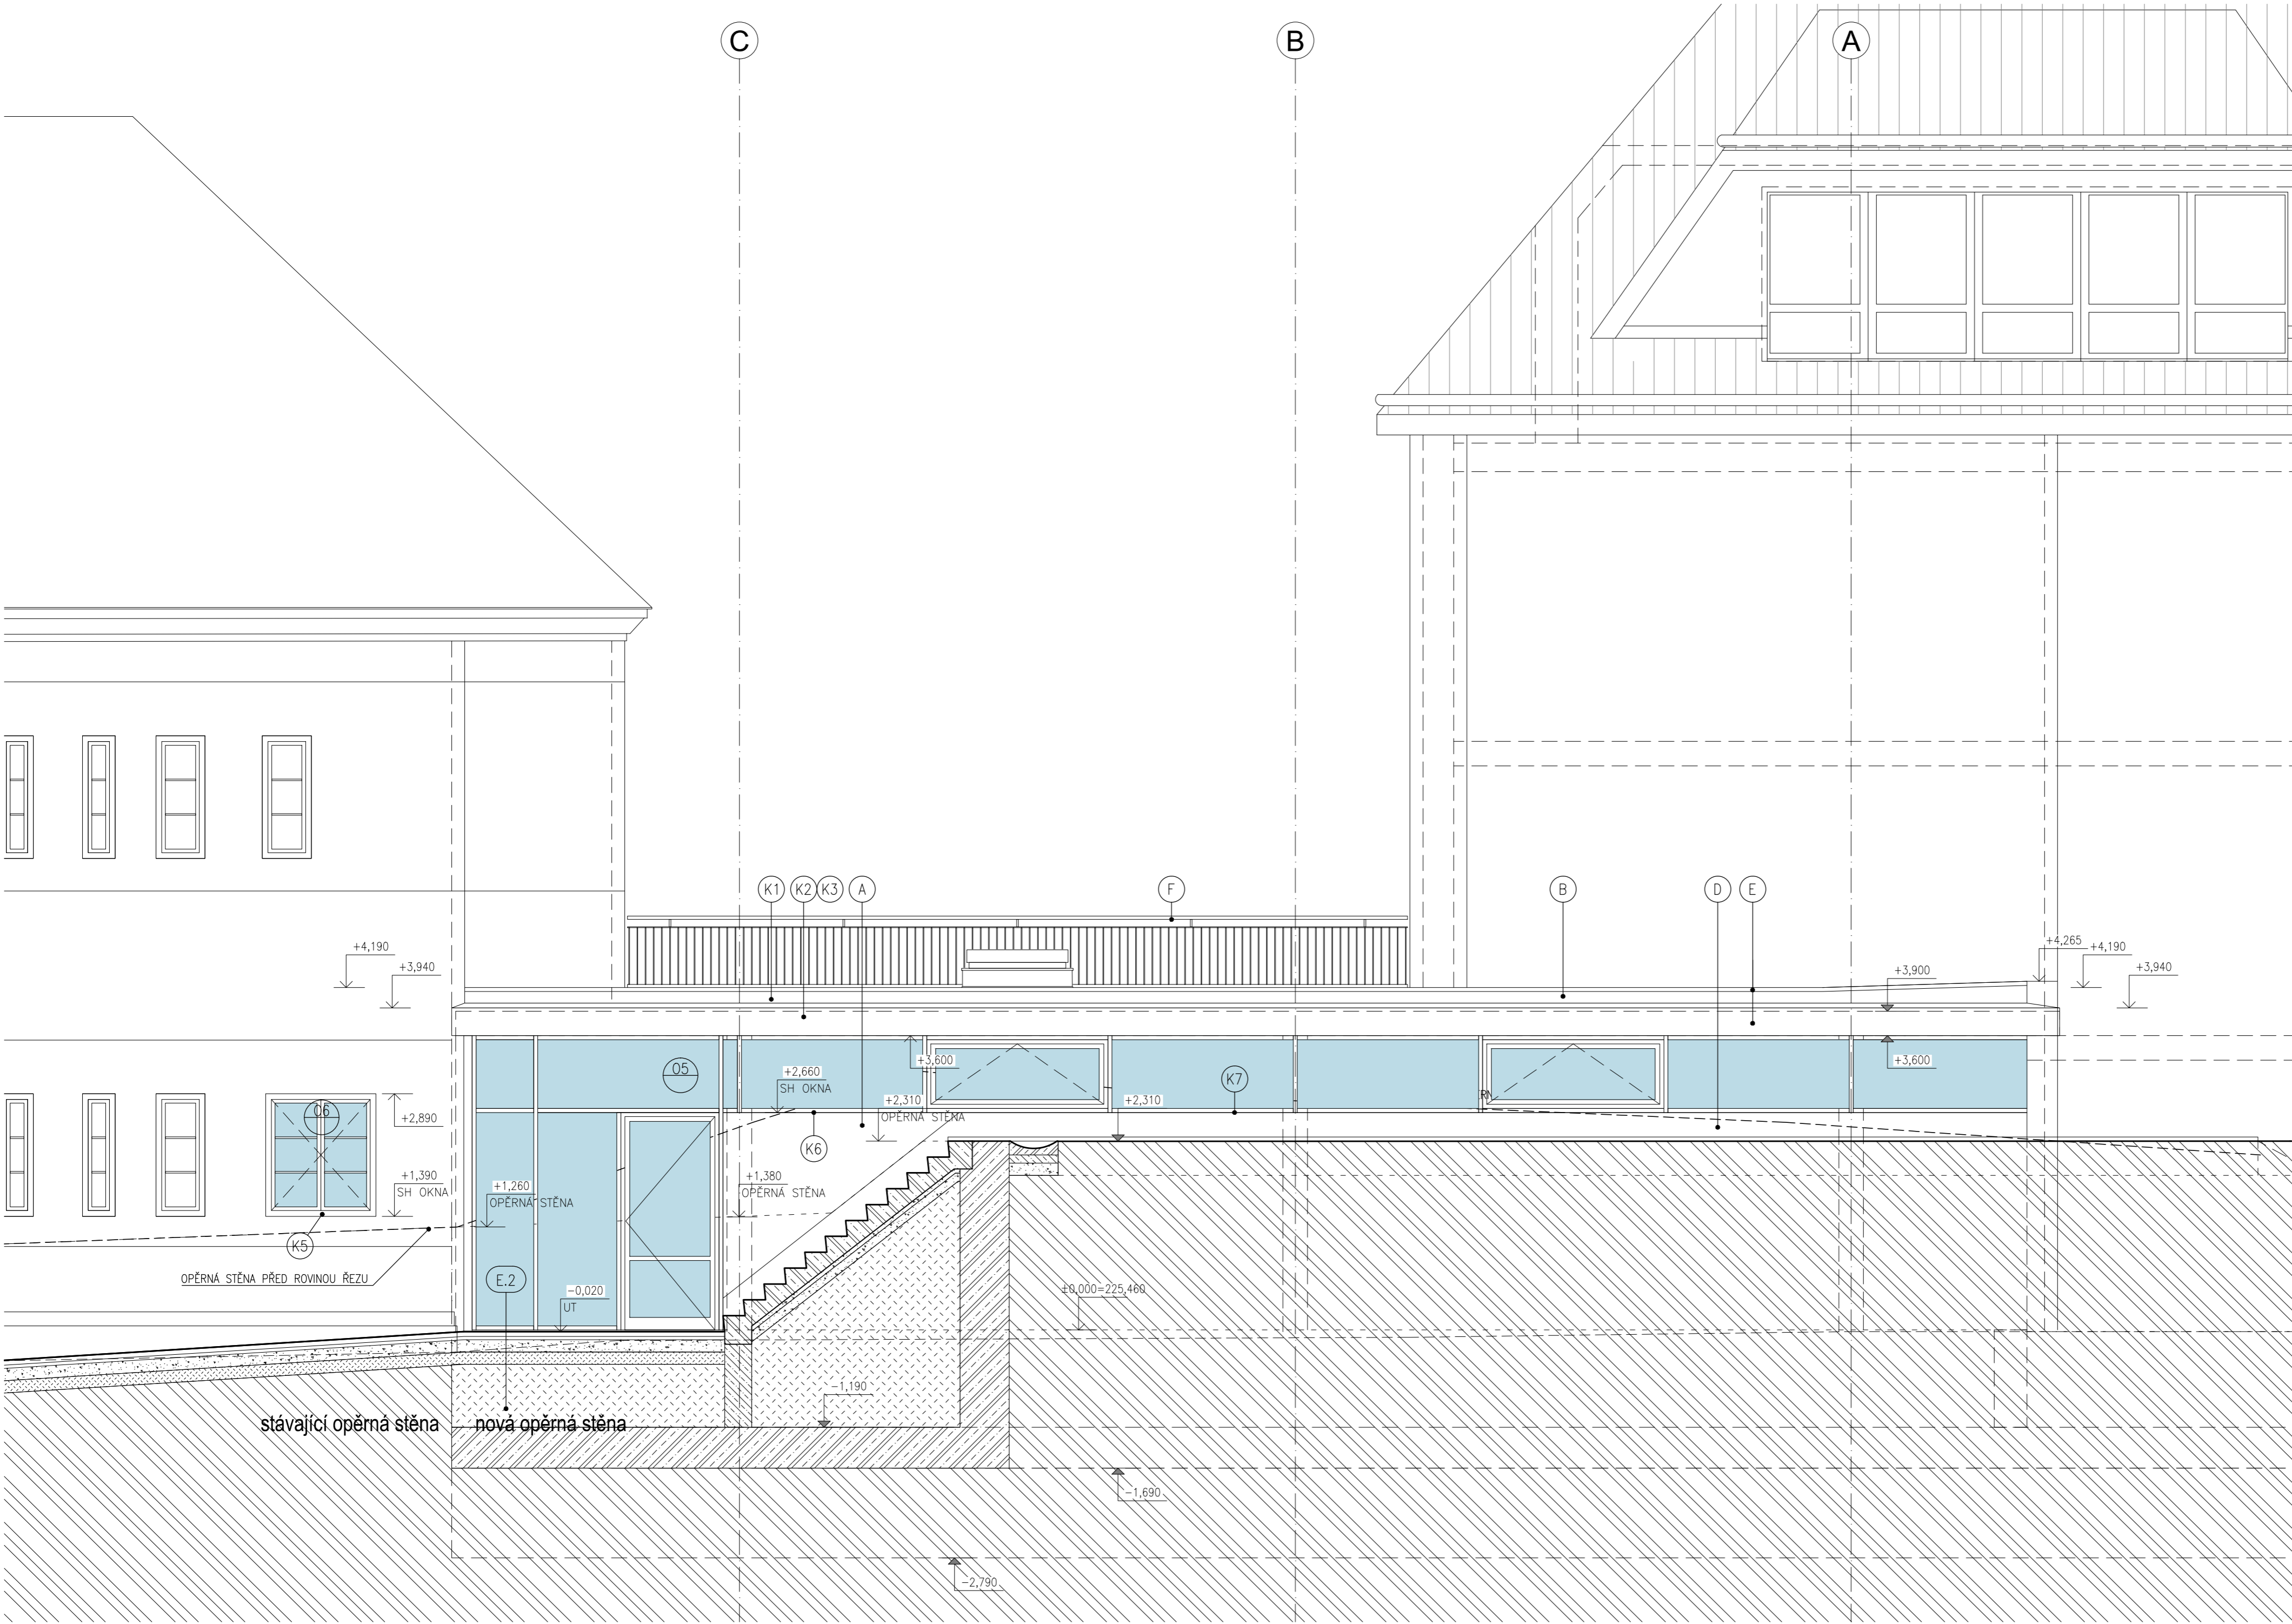 C
B
A
K1
K2
K3
A
F
B
D
E
+4,190
+3,940
+4,265
+4,190
+3,940
+3,900
+3,600
+3,600
O5
+2,660
SH OKNA
K7
+2,310
OPĚRNÁ STĚNA
+2,310
O6
+2,890
K6
+1,390
SH OKNA
+1,260
OPĚRNÁ STĚNA
+1,380
OPĚRNÁ STĚNA
K5
OPĚRNÁ STĚNA PŘED ROVINOU ŘEZU
E.2
-0,020
UT
±0,000=225,460
-1,190
stávající opěrná stěna
nová opěrná stěna
-1,690
-2,790